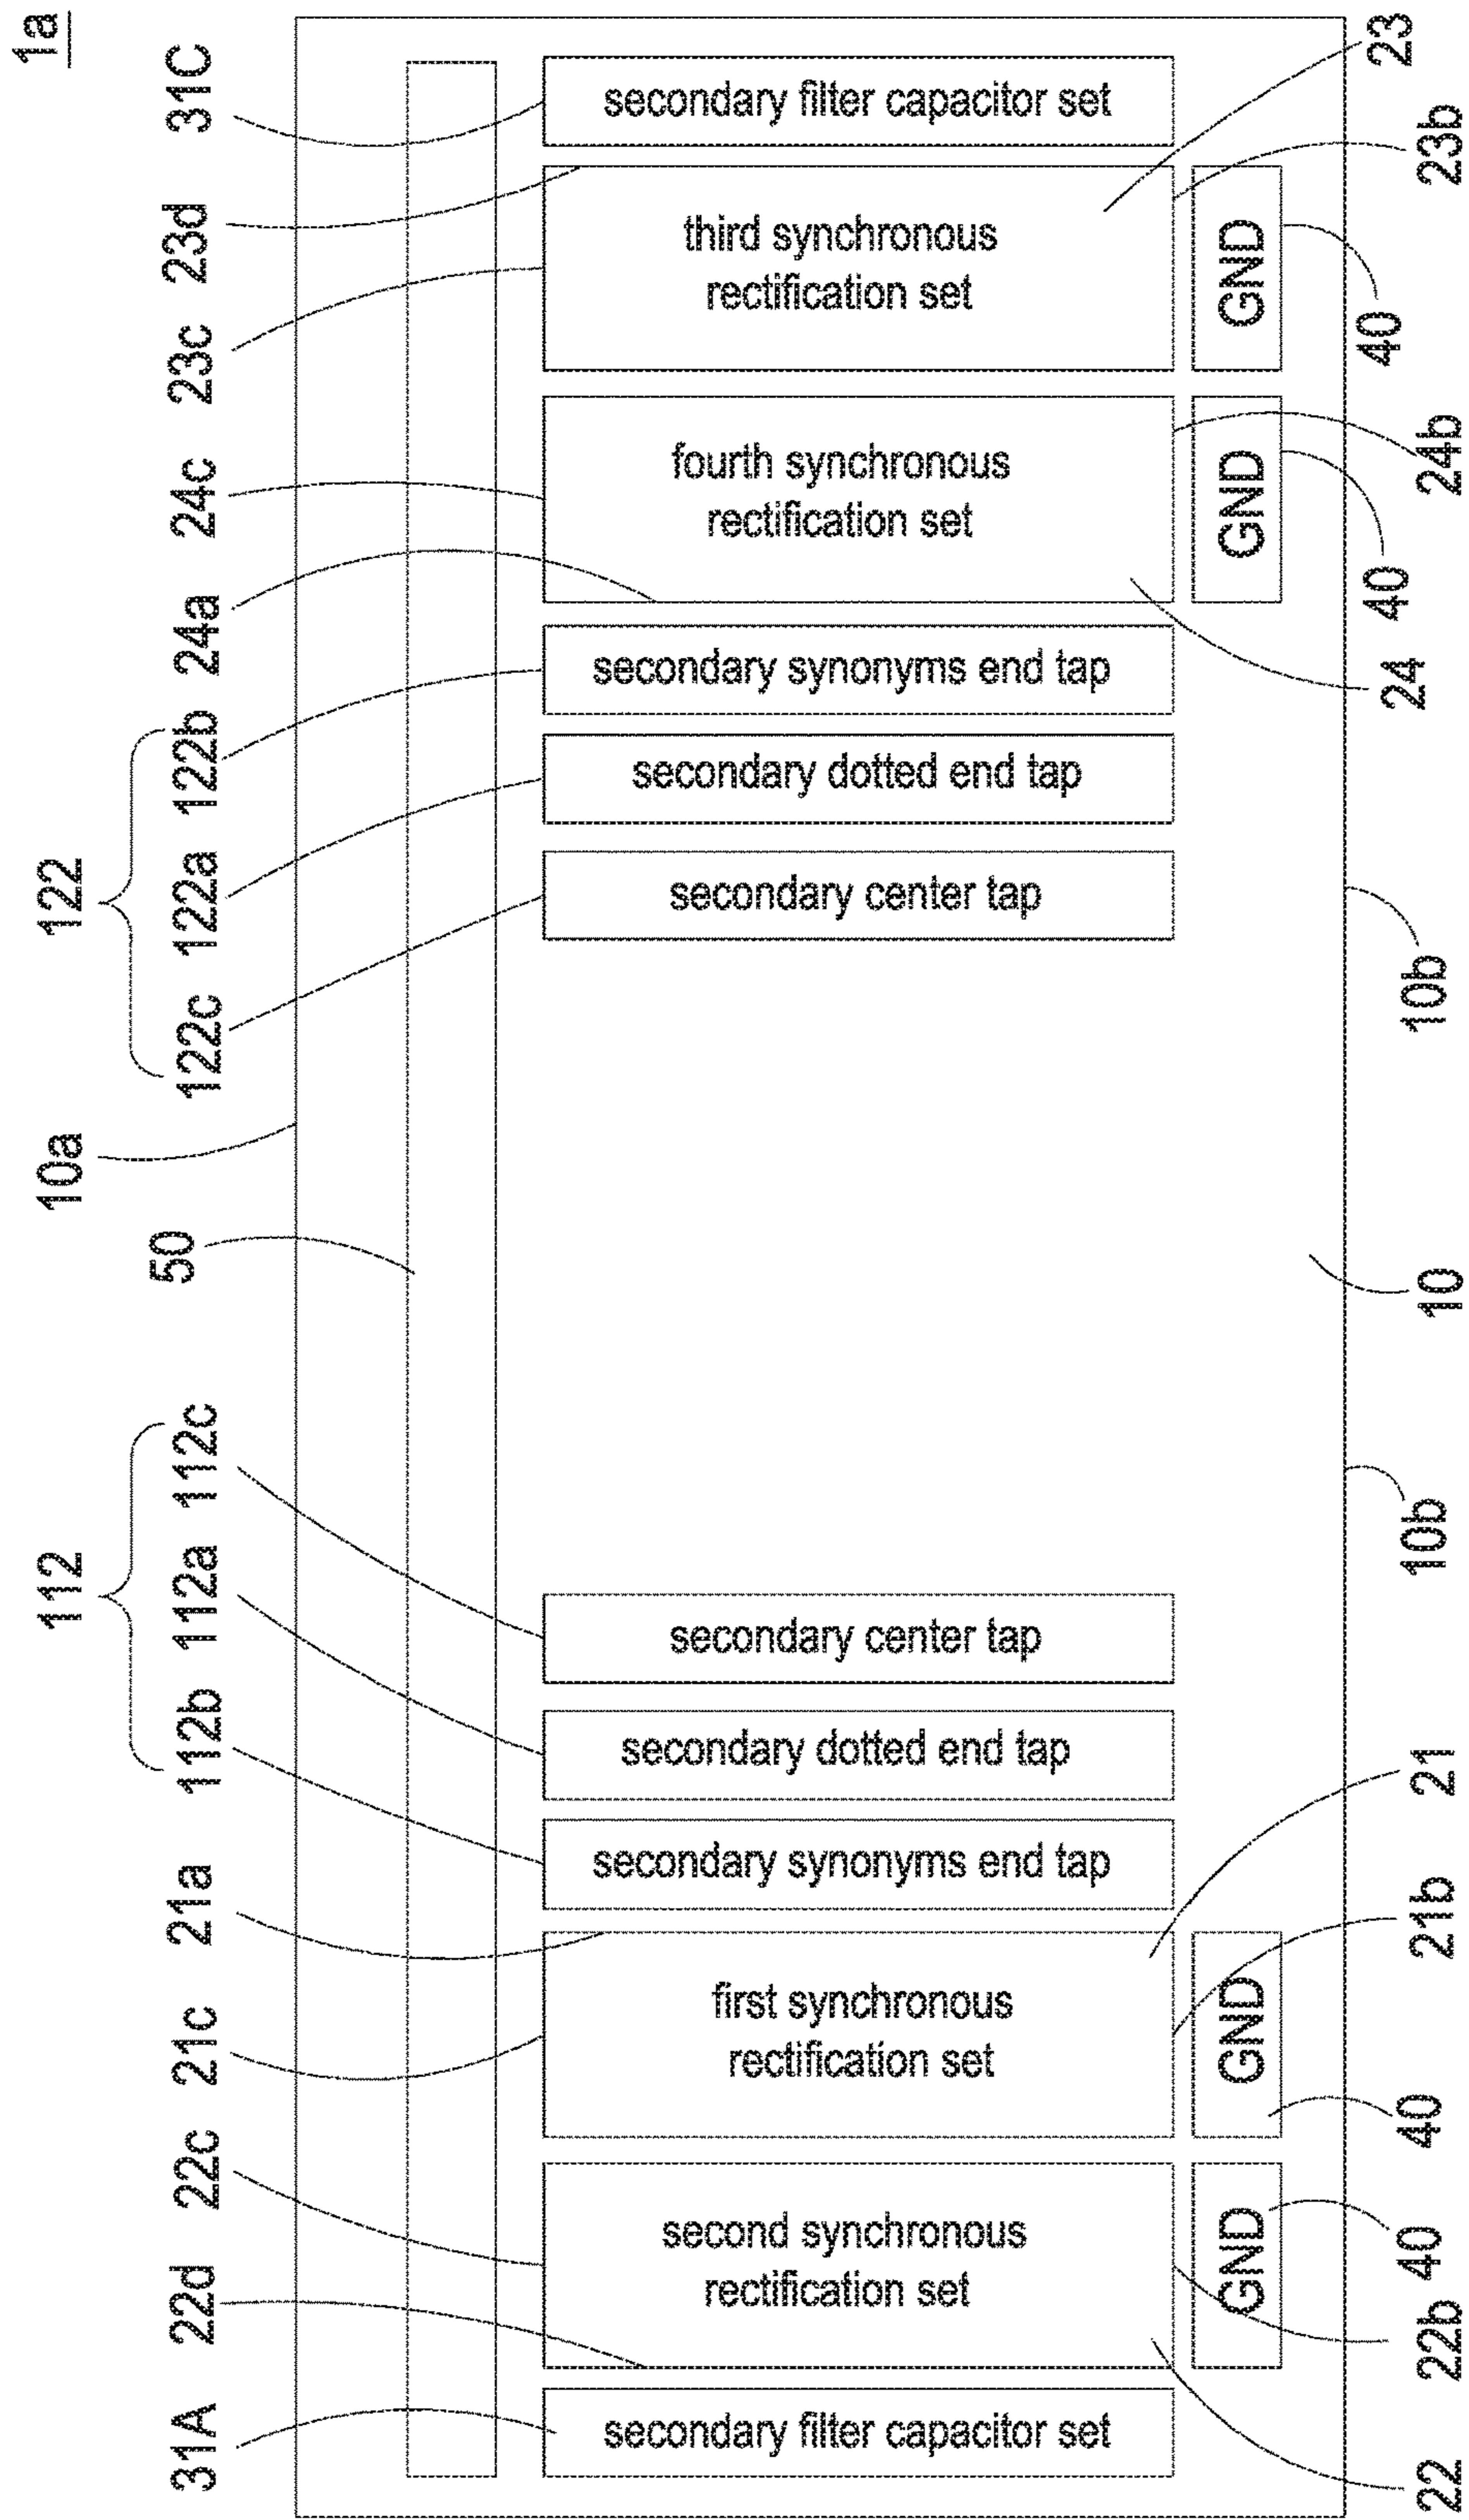 1a
31C
secondary filter capacitor set
23
23d
23b
third synchronous
rectification set
GND
23c
40
24c
fourth synchronous
rectification set
GND
24b
24a
40
secondary synonyms end tap
24
122b
122
secondary dotted end tap
122a
secondary center tap
122c
10b
10a
50
10
112c
10b
112
112a
secondary center tap
112b
secondary dotted end tap
21
secondary synonyms end tap
21a
21b
first synchronous
rectification set
GND
21c
40
22c
second synchronous
rectification set
GND
40
22d
22b
31A
secondary filter capacitor set
22